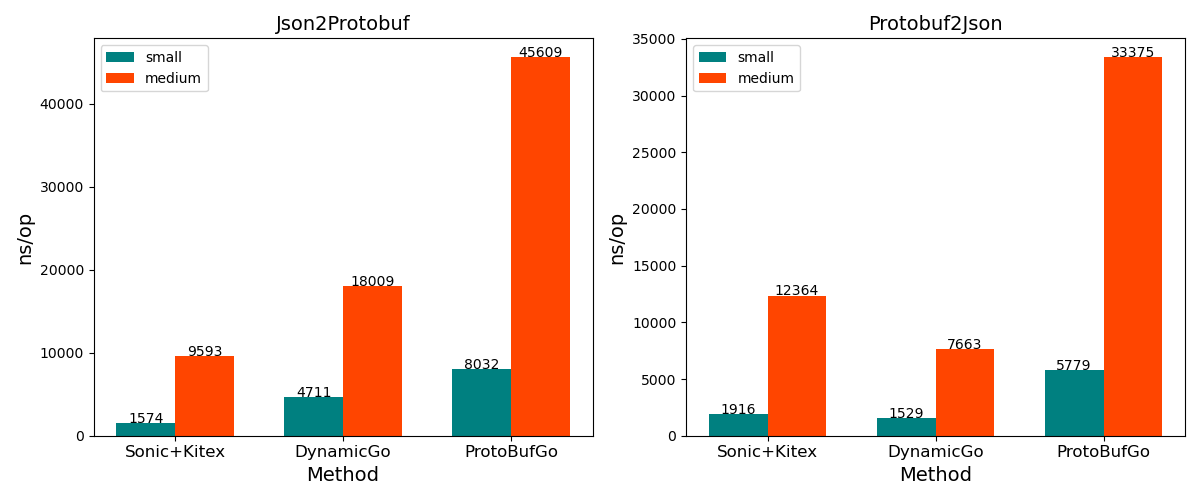 Json2Protobuf
small
medium
ns/op
40000
30000
20000
10000
0
1574
9593
4711
18009
8032
45609
Sonic+Kitex
DynamicGo
ProtoBufGo
Method
Protobuf2Json
small
medium
ns/op
35000
30000
25000
20000
15000
10000
5000
0
1916
12364
1529
7663
5779
33375
Sonic+Kitex
DynamicGo
ProtoBufGo
Method